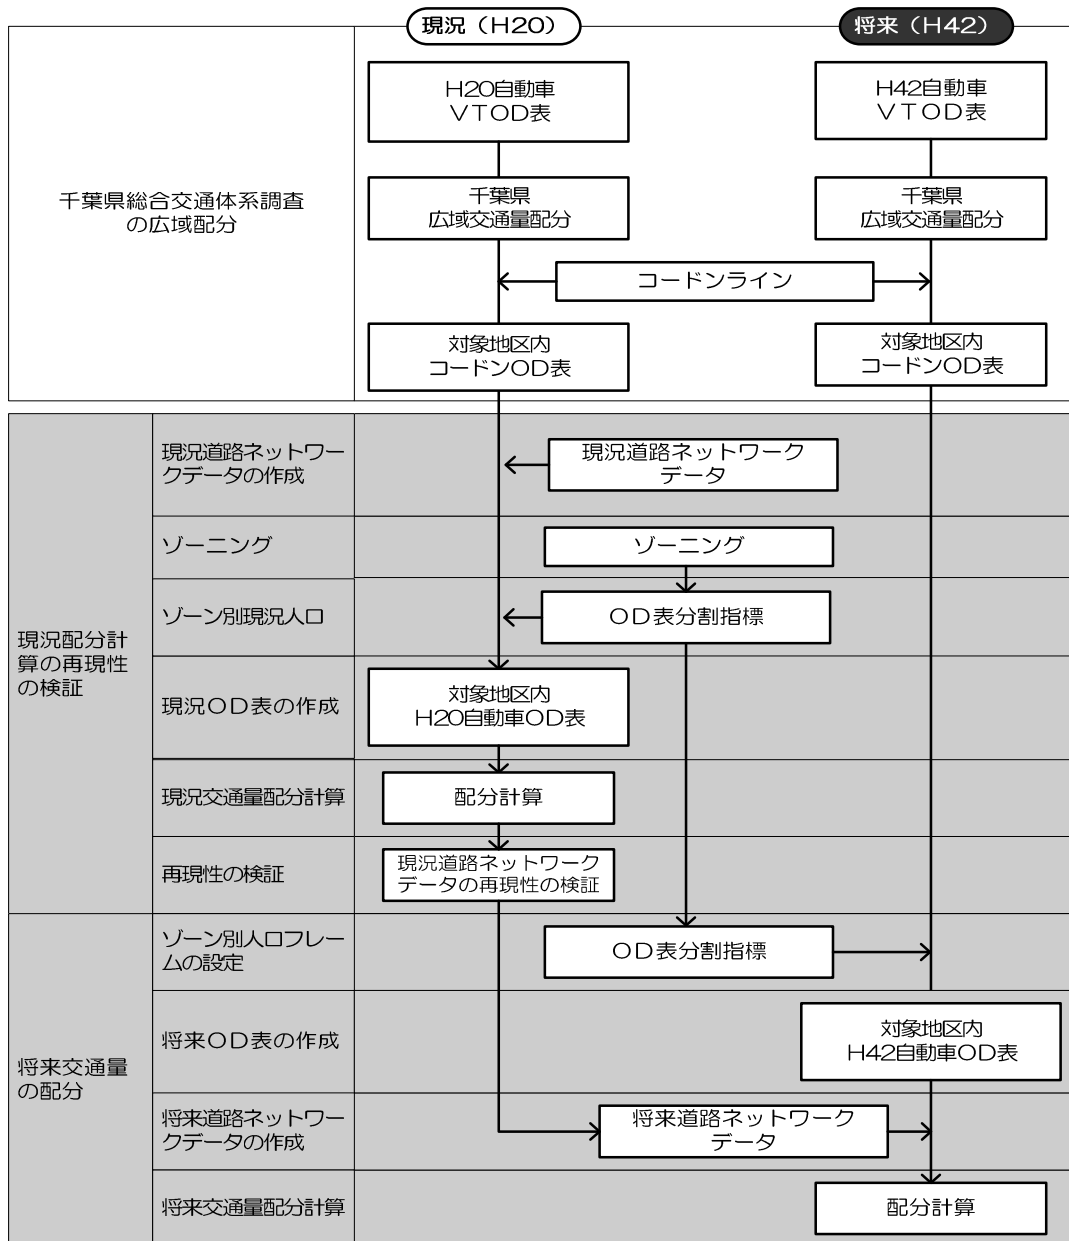 現況（H20）
将来（H42）
千葉県総合交通体系調査
の広域配分
H20自動車
VTOD表
H42自動車
VTOD表
千葉県
広域交通量配分
千葉県
広域交通量配分
コードンライン
対象地区内
コードンOD表
対象地区内
コードンOD表
現況配分計
算の再現性
の検証
現況道路ネットワー
クデータの作成
現況道路ネットワーク
データ
ゾーニング
ゾーニング
ゾーン別現況人口
OD表分割指標
現況OD表の作成
対象地区内
H20自動車OD表
現況交通量配分計算
配分計算
再現性の検証
現況道路ネットワーク
データの再現性の検証
将来交通量
の配分
ゾーン別人口フレー
ムの設定
OD表分割指標
将来OD表の作成
対象地区内
H42自動車OD表
将来道路ネットワー
クデータの作成
将来道路ネットワーク
データ
将来交通量配分計算
配分計算